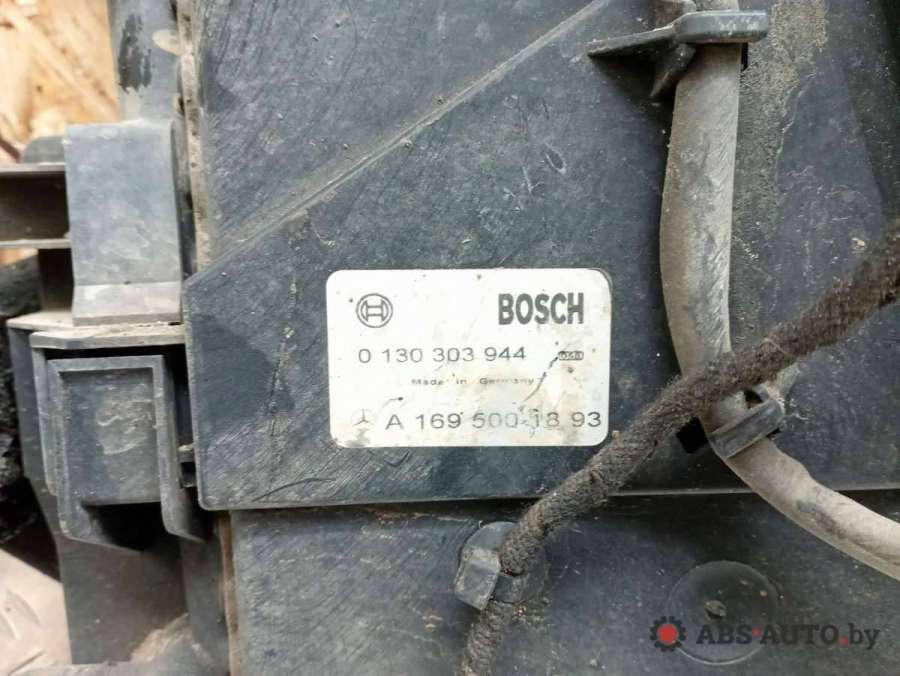 BOSCH
0 130 303 944
Made in Germany
A 169 500 18 93
ABS-AUTO.by